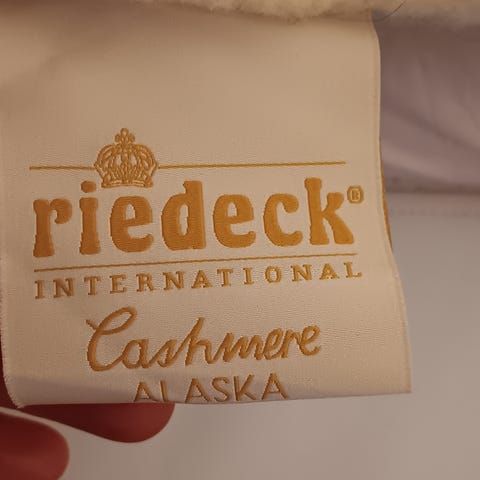 riedeck®
INTERNATIONAL
Cashmere
ALASKA